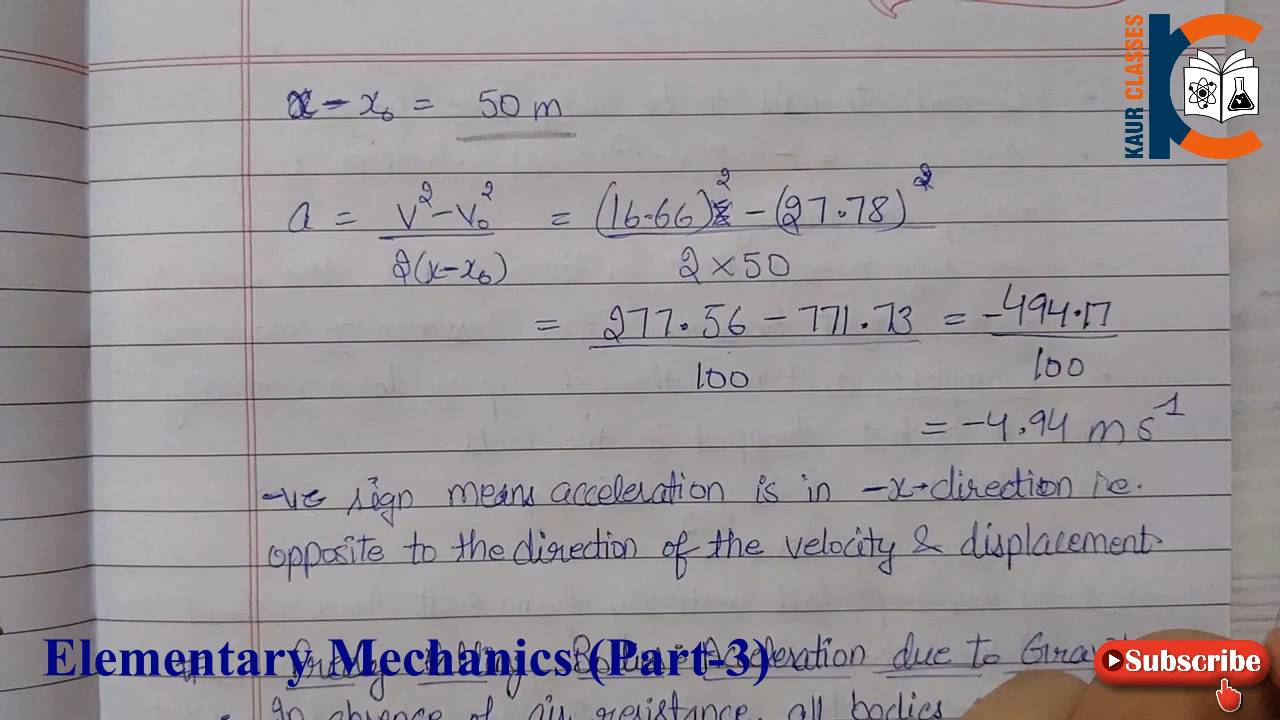 KAUR CLASSES
x - x₀ = 50 m
a = v² - v₀² / 2(x - x₀) = (16.66)² - (27.78)² / 2 × 50
= 277.56 - 771.73 / 100 = -494.17 / 100
= -4.94 m s⁻¹
-ve sign means acceleration is in -x-direction i.e.
opposite to the direction of the velocity & displacement.
Elementary Mechanics (Part-3)
Acceleration due to
Subscribe
In absence of air resistance, all bodies